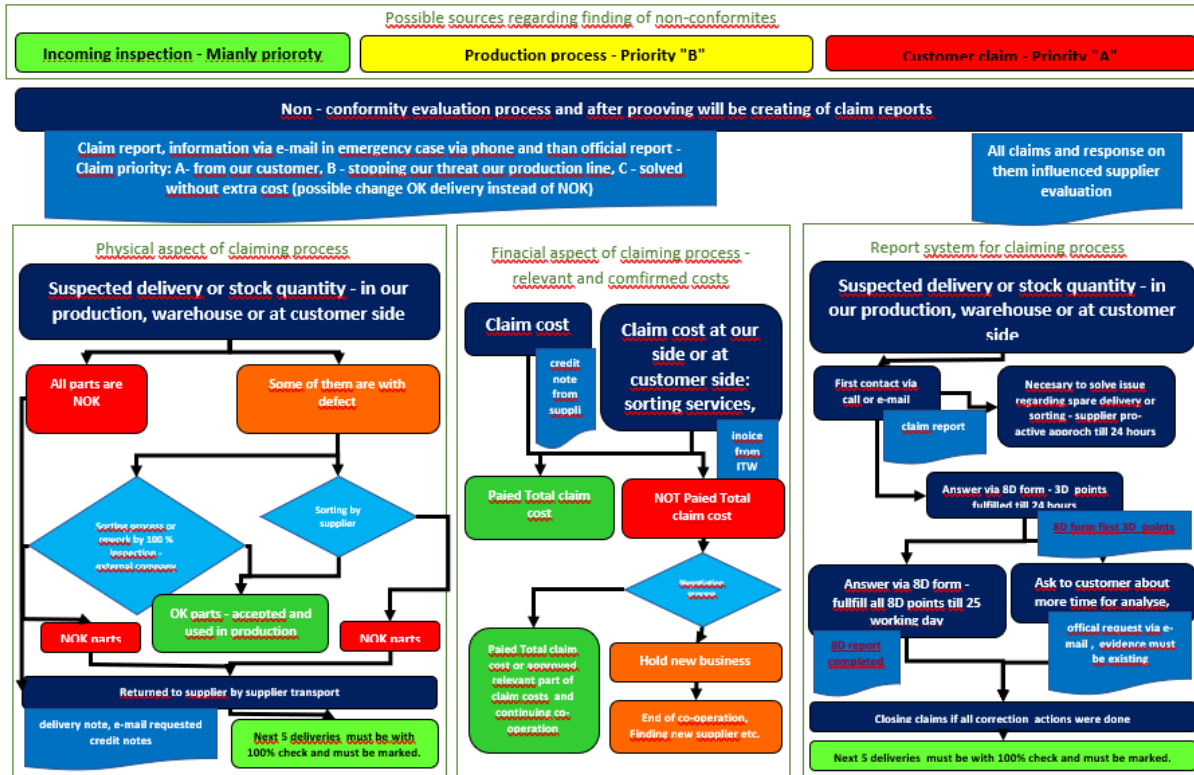 Possible sources regarding finding of non-conformites
Incoming inspection - Mianly prioroty
Production process - Priority "B"
Customer claim - Priority "A"
Non - conformity evaluation process and after prooving will be creating of claim reports
Claim report, information via e-mail in emergency case via phone and than official report -
Claim priority: A- from our customer, B - stopping our threat our production line, C - solved
without extra cost (possible change OK delivery instead of NOK)
All claims and response on
them influenced supplier
evaluation
Physical aspect of claiming process
Suspected delivery or stock quantity - in our
production, warehouse or at customer side
All parts are
NOK
Some of them are with
defect
Sorting process or
rework by 100 %
inspection -
external company
Sorting by
supplier
OK parts - accepted and
used in production
NOK parts
NOK parts
Returned to supplier by supplier transport
delivery note, e-mail requested
credit notes
Next 5 deliveries must be with
100% check and must be marked.
Finacial aspect of claiming process -
relevant and comfirmed costs
Claim cost
credit
note
from
suppli
Claim cost at our
side or at
customer side:
sorting services,
inoice
from
ITW
Paied Total claim
cost
NOT Paied Total
claim cost
Negotiation
process
Paied Total claim
cost or approved
relevant part of
claim costs and
continuing co-
operation
Hold new business
End of co-operation,
Finding new supplier etc.
Report system for claiming process
Suspected delivery or stock quantity - in
our production, warehouse or at customer
side
First contact via
call or e-mail
claim report
Necesary to solve issue
regarding spare delivery or
sorting - supplier pro-
active approch till 24 hours
Answer via 8D form - 3D points
fulfilled till 24 hours
8D form first 3D points
Answer via 8D form -
fullfill all 8D points till 25
working day
8D report
completed
Ask to customer about
more time for analyse,
offical request via e-
mail , evidence must
be existing
Closing claims if all correction actions were done
Next 5 deliveries must be with 100% check and must be marked.